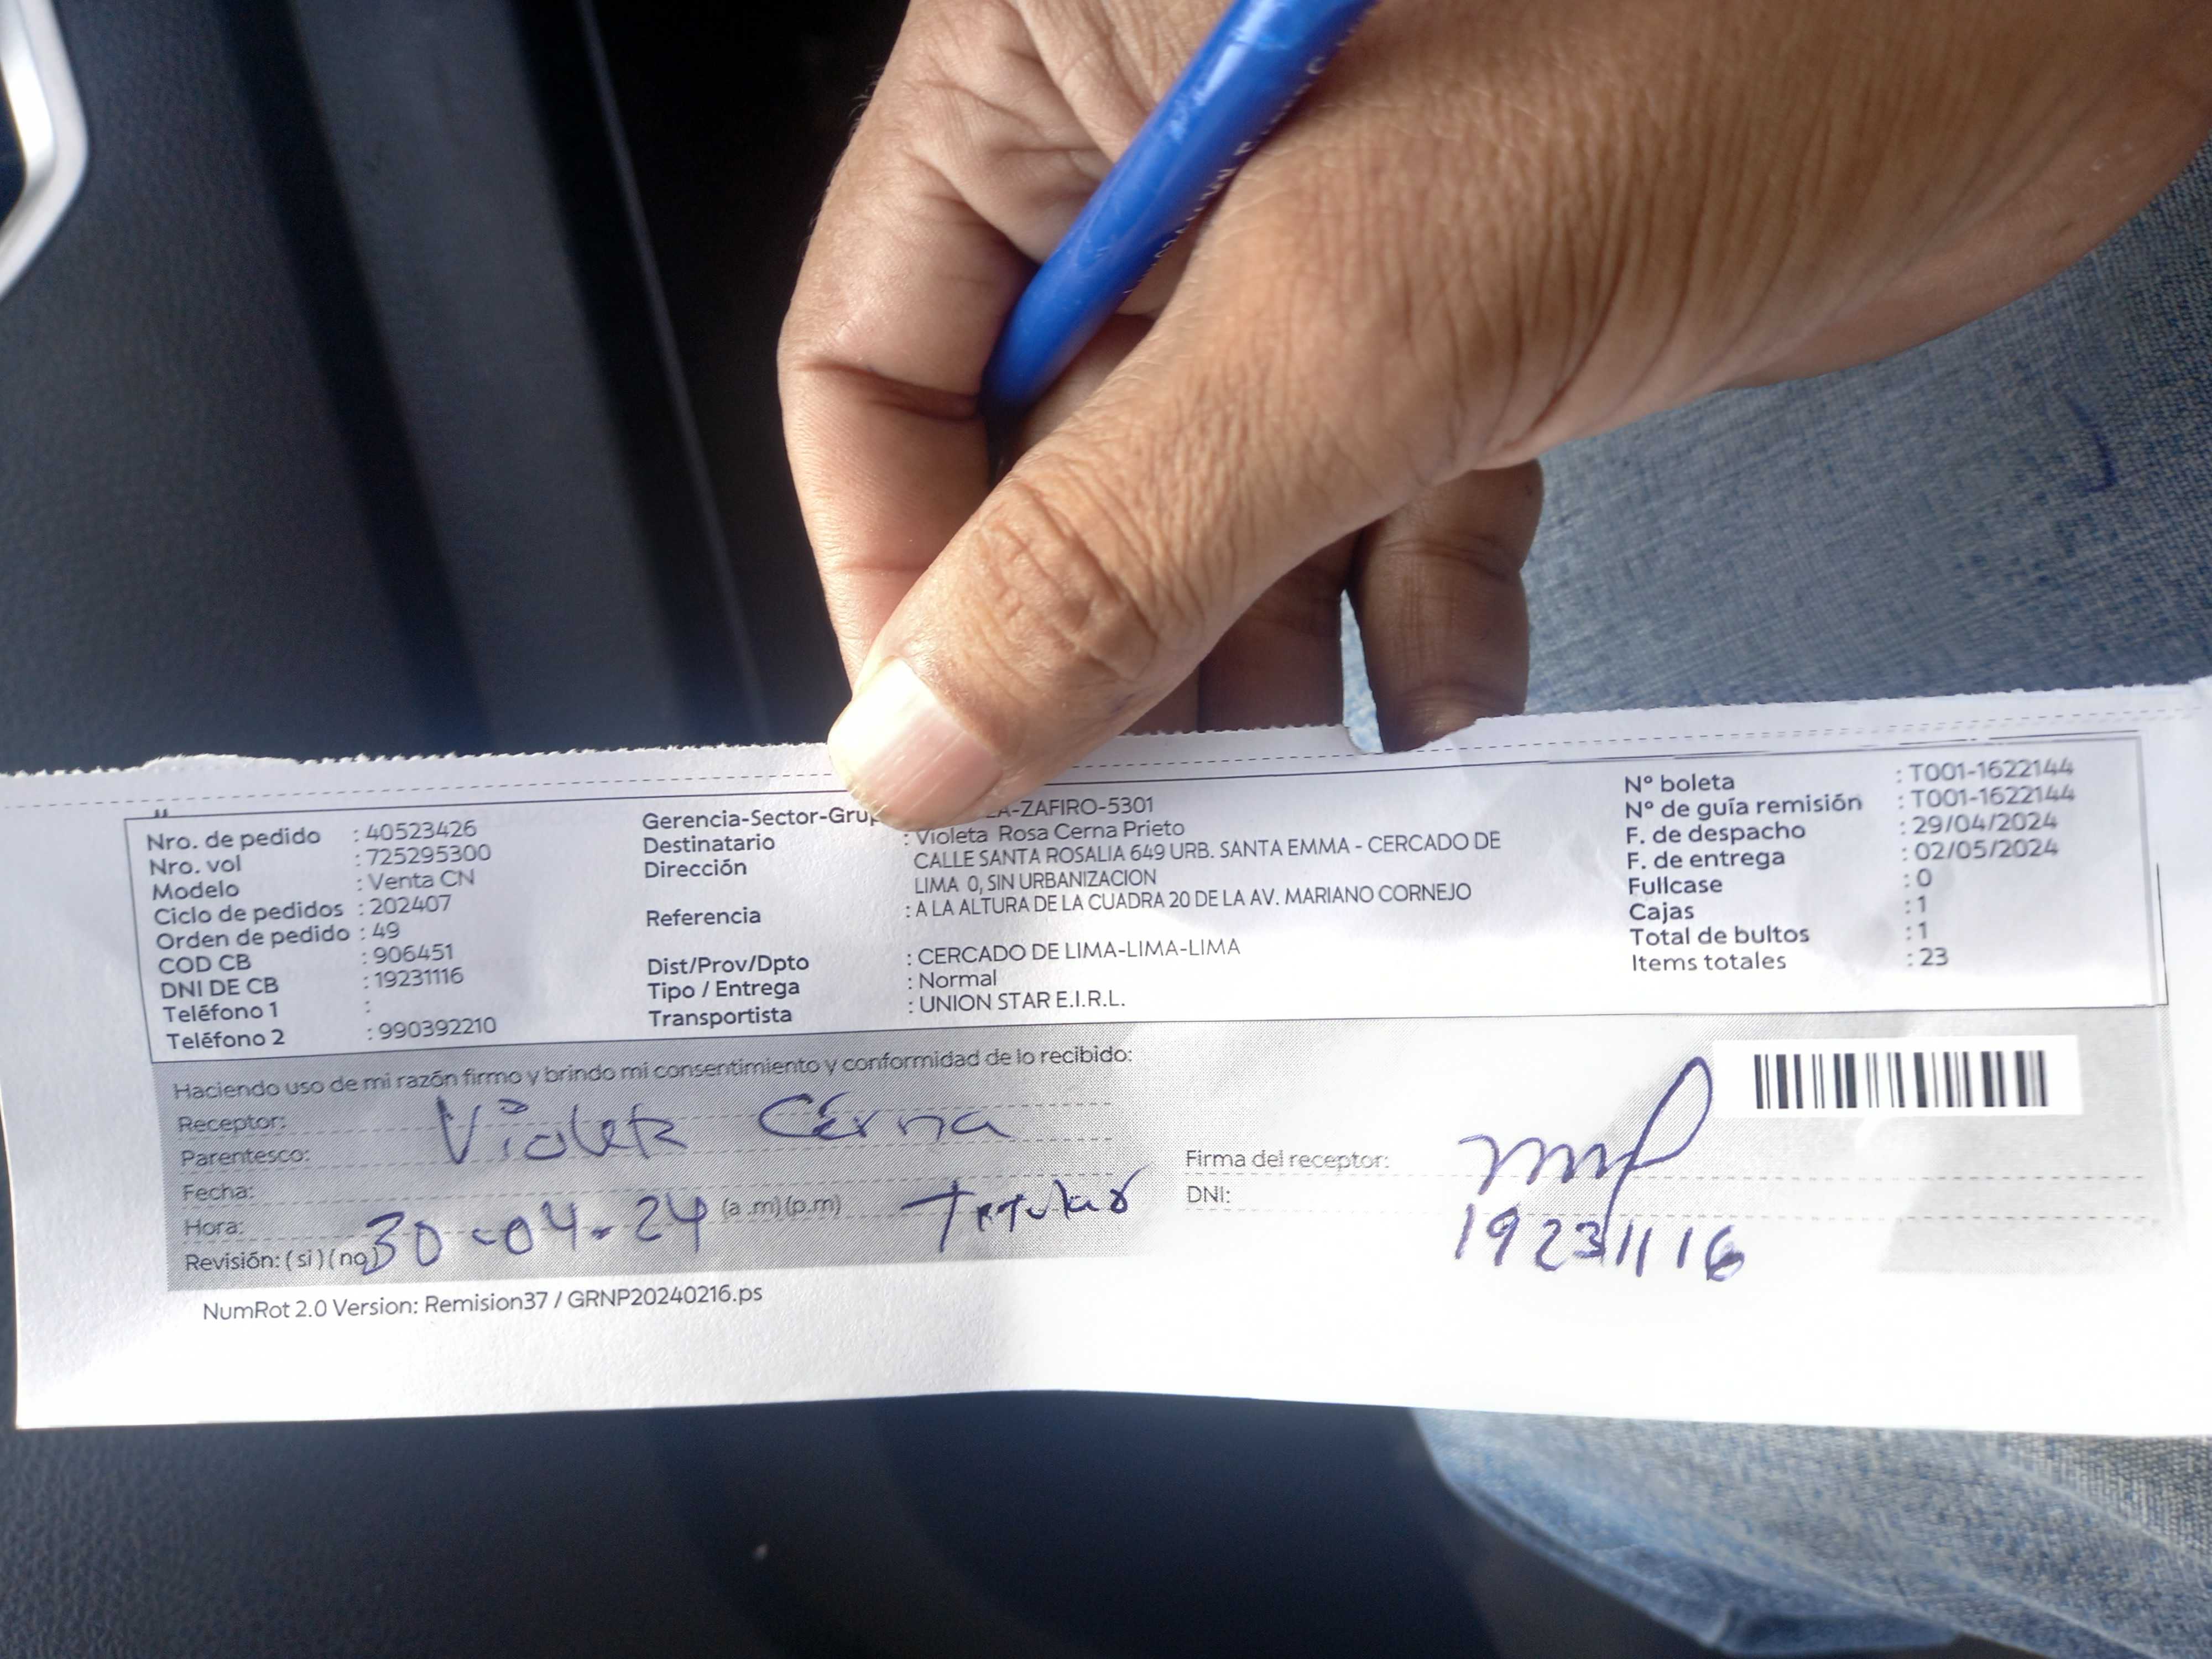 Nro. de pedido : 40523426
Nro. vol : 725295300
Modelo : Venta CN
Ciclo de pedidos : 202407
Orden de pedido : 49
COD CB : 906451
DNI DE CB : 19231116
Teléfono 1 :
Teléfono 2 : 990392210
Gerencia-Sector-Grup A-ZAFIRO-5301
Destinatario : Violeta Rosa Cerna Prieto
Dirección CALLE SANTA ROSALIA 649 URB. SANTA EMMA - CERCADO DE
LIMA 0, SIN URBANIZACION
Referencia : A LA ALTURA DE LA CUADRA 20 DE LA AV. MARIANO CORNEJO
Dist/Prov/Dpto : CERCADO DE LIMA-LIMA-LIMA
Tipo / Entrega : Normal
Transportista : UNION STAR E.I.R.L.
N° boleta : T001-1622144
N° de guía remisión : T001-1622144
F. de despacho : 29/04/2024
F. de entrega : 02/05/2024
Fullcase : 0
Cajas : 1
Total de bultos : 1
Items totales : 23
Haciendo uso de mi razón firmo y brindo mi consentimiento y conformidad de lo recibido:
Receptor: Violeta Cerna
Parentesco:
Fecha:
Hora: 30-04-24 (a.m)(p.m)
Revisión: (si) (no)
Firma del receptor:
DNI: 19231116
NumRot 2.0 Version: Remision37 / GRNP20240216.ps